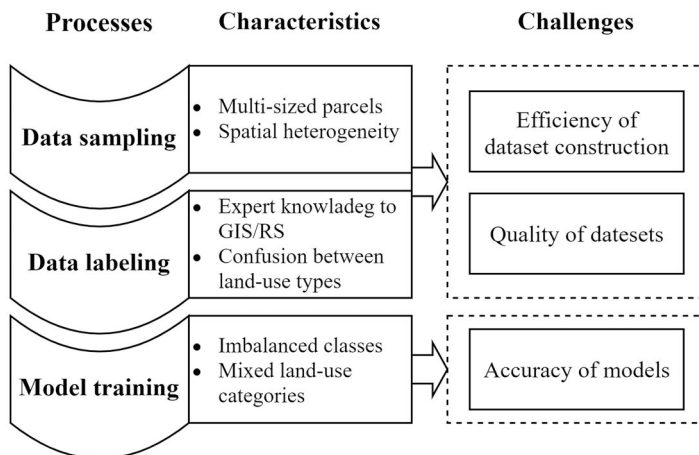 Processes
Characteristics
Challenges
Data sampling
• Multi-sized parcels
• Spatial heterogeneity
Efficiency of
dataset construction
Data labeling
• Expert knowladeg to
GIS/RS
• Confusion between
land-use types
Quality of datesets
Model training
• Imbalanced classes
• Mixed land-use
categories
Accuracy of models